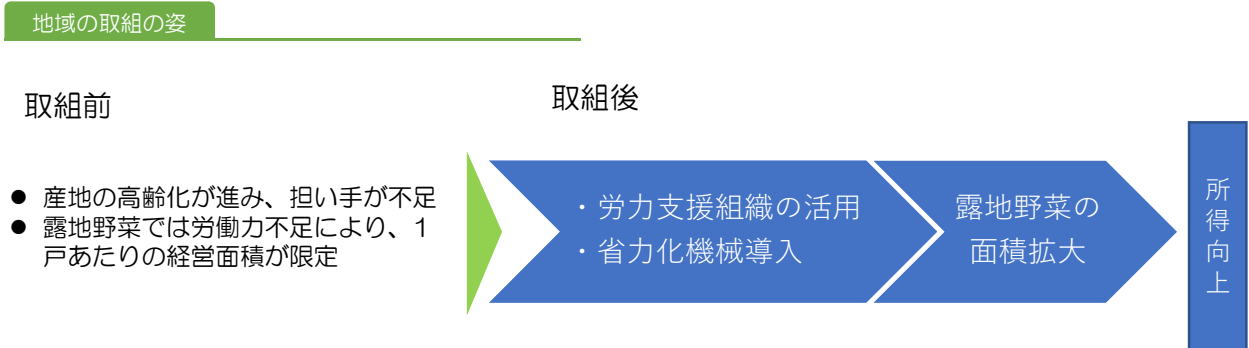 地域の取組の姿
取組前
取組後
● 産地の高齢化が進み、担い手が不足
● 露地野菜では労働力不足により、1
戸あたりの経営面積が限定
・労力支援組織の活用
・省力化機械導入
露地野菜の
面積拡大
所得向上